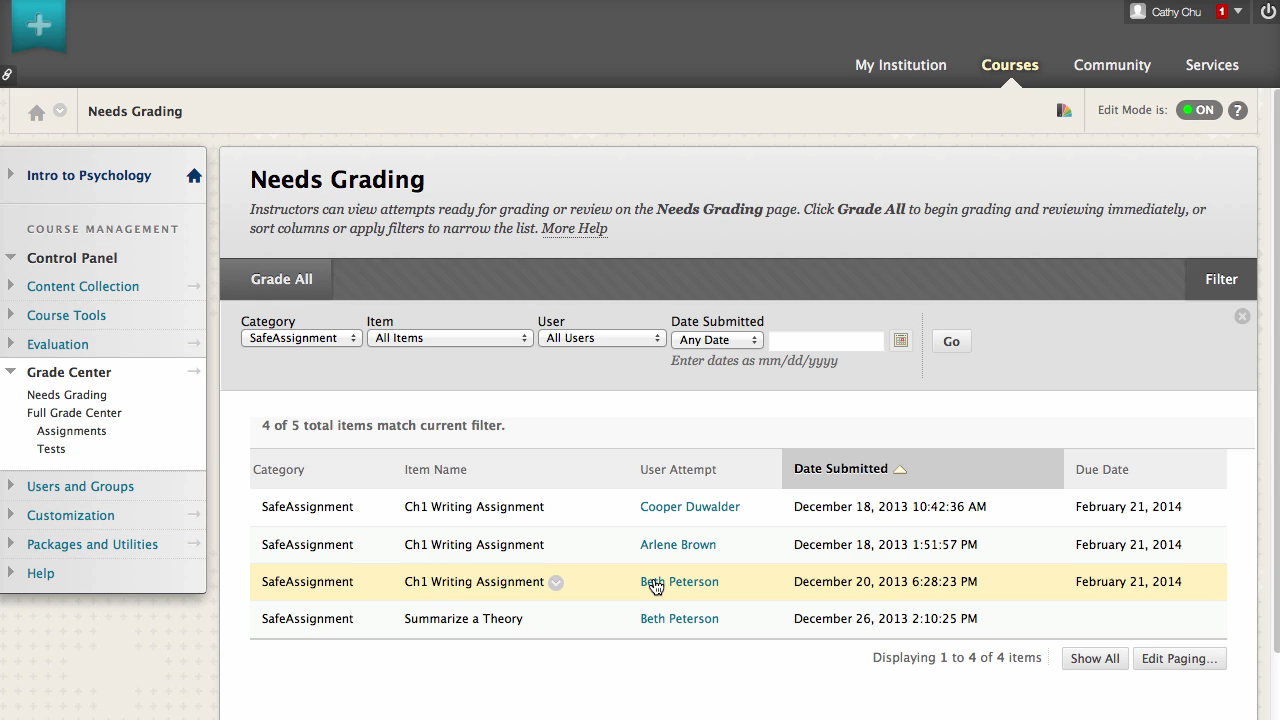 Cathy Chu 1
My Institution Courses Community Services
Needs Grading Edit Mode is: ON ?
Intro to Psychology
COURSE MANAGEMENT
Control Panel
Content Collection
Course Tools
Evaluation
Grade Center
Needs Grading
Full Grade Center
Assignments
Tests
Users and Groups
Customization
Packages and Utilities
Help
Needs Grading
Instructors can view attempts ready for grading or review on the Needs Grading page. Click Grade All to begin grading and reviewing immediately, or
sort columns or apply filters to narrow the list. More Help
Grade All Filter
Category Item User Date Submitted
SafeAssignment All Items All Users Any Date Go
Enter dates as mm/dd/yyyy
4 of 5 total items match current filter.
Category Item Name User Attempt Date Submitted Due Date
SafeAssignment Ch1 Writing Assignment Cooper Duwalder December 18, 2013 10:42:36 AM February 21, 2014
SafeAssignment Ch1 Writing Assignment Arlene Brown December 18, 2013 1:51:57 PM February 21, 2014
SafeAssignment Ch1 Writing Assignment Beth Peterson December 20, 2013 6:28:23 PM February 21, 2014
SafeAssignment Summarize a Theory Beth Peterson December 26, 2013 2:10:25 PM
Displaying 1 to 4 of 4 items Show All Edit Paging...